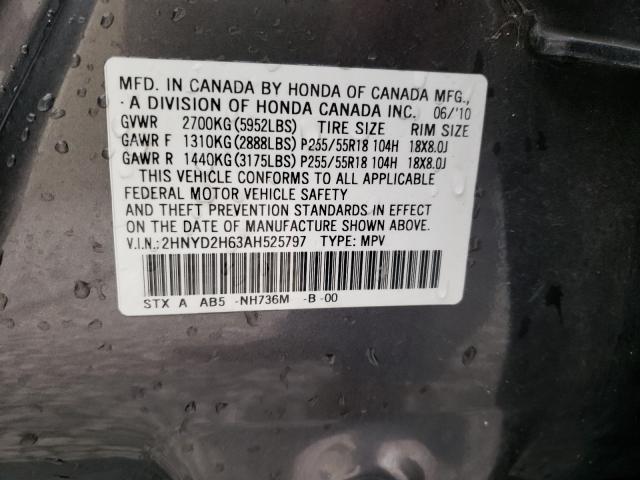 MFD. IN CANADA BY HONDA OF CANADA MFG.,
· A DIVISION OF HONDA CANADA INC. 06/'10
GVWR 2700KG(5952LBS) TIRE SIZE RIM SIZE
GAWR F 1310KG(2888LBS) P255/55R18 104H 18X8.0J
GAWR R 1440KG(3175LBS) P255/55R18 104H 18X8.0J
THIS VEHICLE CONFORMS TO ALL APPLICABLE
FEDERAL MOTOR VEHICLE SAFETY
AND THEFT PREVENTION STANDARDS IN EFFECT
ON THE DATE OF MANUFACTURE SHOWN ABOVE.
V.I.N.: 2HNYD2H63AH525797 TYPE: MPV
STX A AB5 -NH736M -B -00